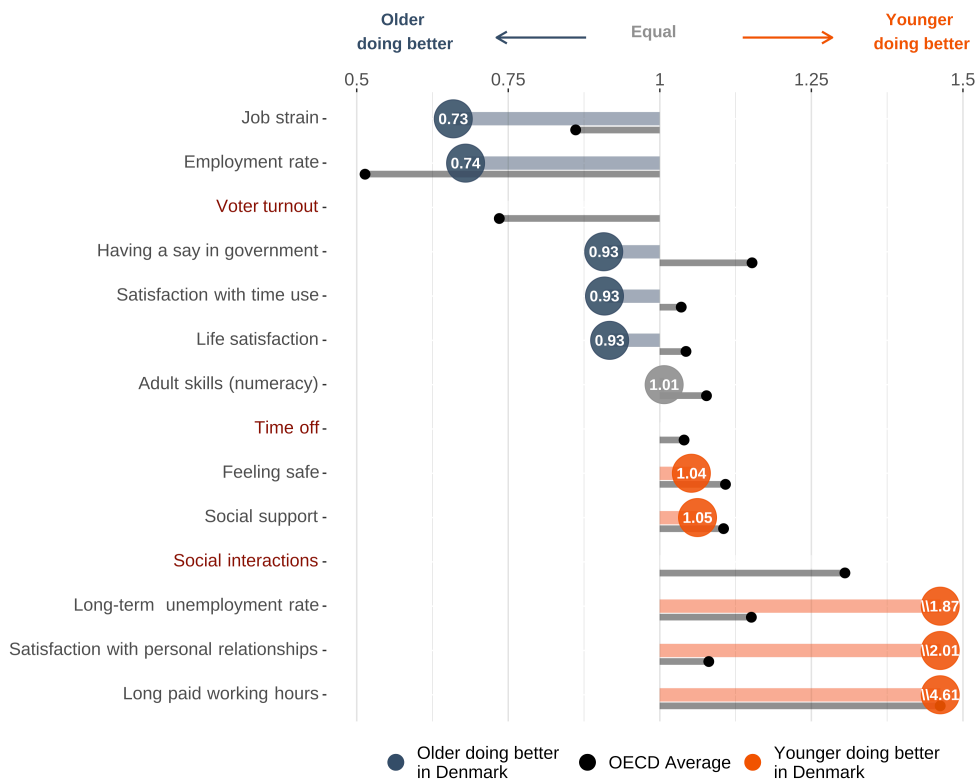 Older
doing better
Equal
Younger
doing better
0.5 0.75 1 1.25 1.5
Job strain 0.73
Employment rate 0.74
Voter turnout
Having a say in government 0.93
Satisfaction with time use 0.93
Life satisfaction 0.93
Adult skills (numeracy) 1.01
Time off
Feeling safe 1.04
Social support 1.05
Social interactions
Long-term unemployment rate \\1.87
Satisfaction with personal relationships \\2.01
Long paid working hours \\4.61
Older doing better
in Denmark
OECD Average
Younger doing better
in Denmark